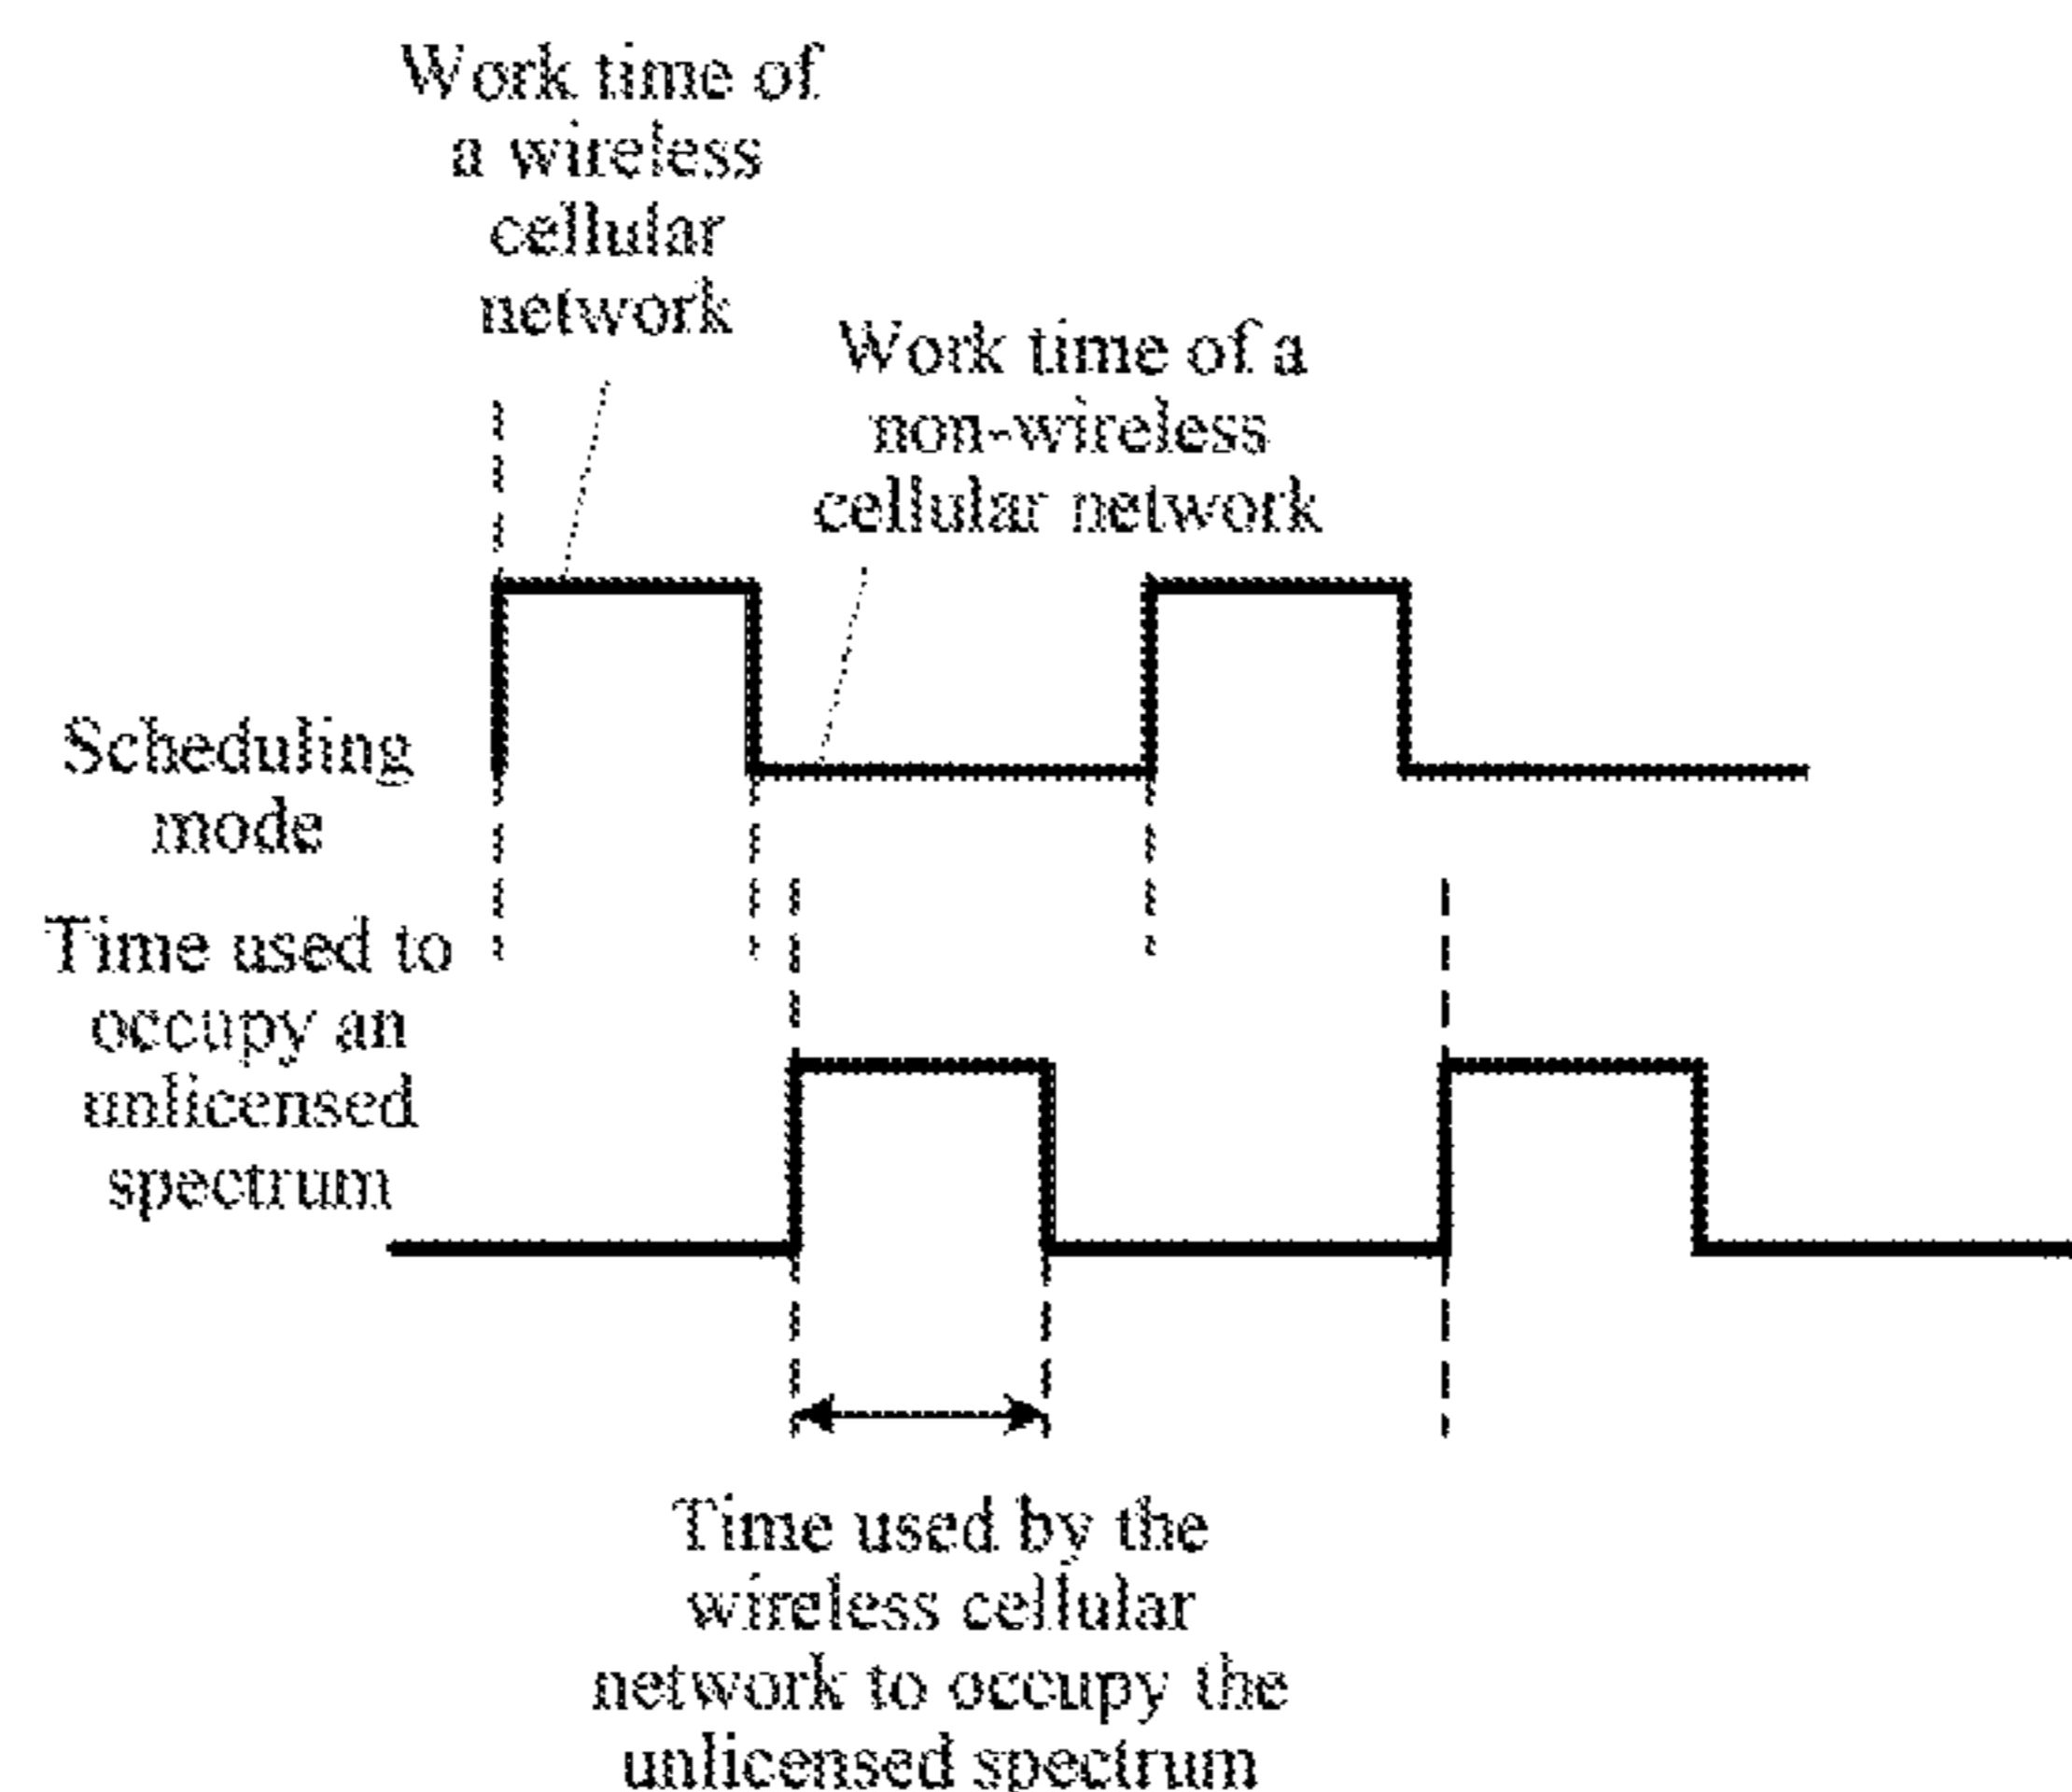 Work time of
a wireless
cellular
network
Work time of a
non-wireless
cellular network
Scheduling
mode
Time used to
occupy an
unlicensed
spectrum
Time used by the
wireless cellular
network to occupy the
unlicensed spectrum